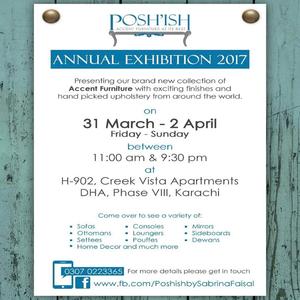 POSH'ISH
ACCENT FURNITURE AT ITS BEST
ANNUAL EXHIBITION 2017
Presenting our brand new collection of
Accent Furniture with exciting finishes and
hand picked upholstery from around the world.
on
31 March - 2 April
Friday - Sunday
between
11:00 am & 9:30 pm
at
H-902, Creek Vista Apartments
DHA, Phase VIII, Karachi
Come over to see a variety of:
• Sofas • Consoles • Mirrors
• Ottomans • Loungers • Sideboards
• Settees • Pouffes • Dewans
• Home Decor and much more
0307 0223365 For more details please get in touch
www.fb.com/PoshishbySabrinaFaisal